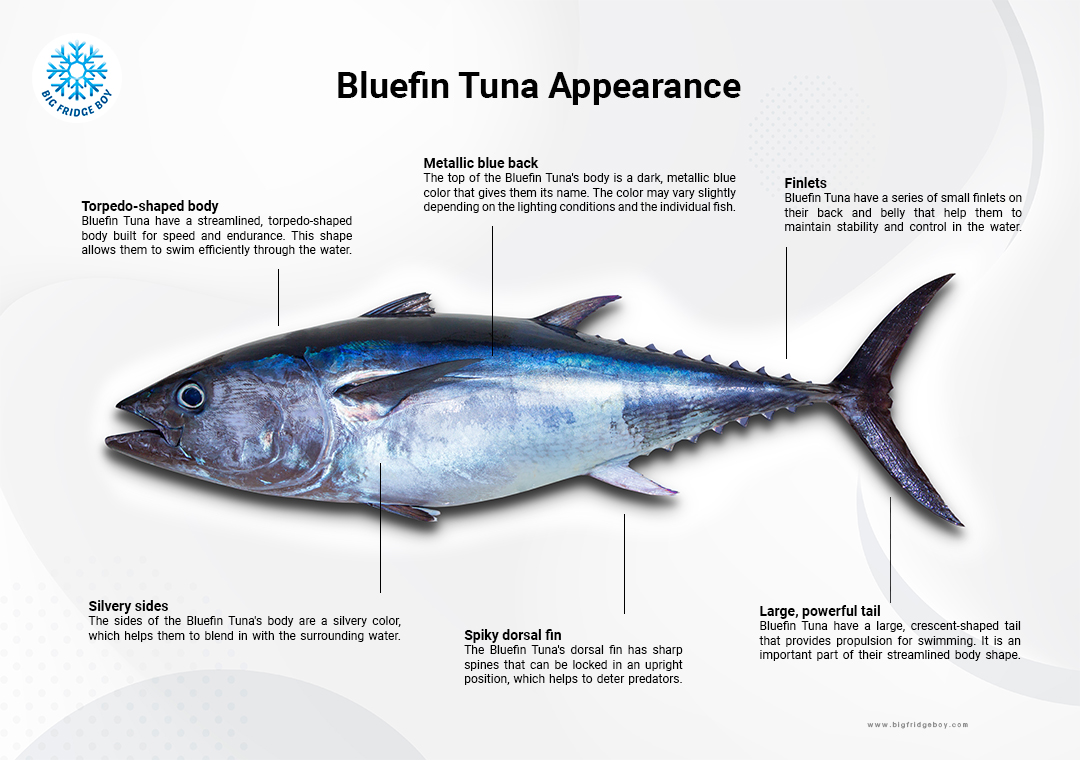 BIG FRIDGE BOY
Bluefin Tuna Appearance
Metallic blue back
The top of the Bluefin Tuna's body is a dark, metallic blue
color that gives them its name. The color may vary slightly
depending on the lighting conditions and the individual fish.
Finlets
Bluefin Tuna have a series of small finlets on
their back and belly that help them to
maintain stability and control in the water.
Torpedo-shaped body
Bluefin Tuna have a streamlined, torpedo-shaped
body built for speed and endurance. This shape
allows them to swim efficiently through the water.
Silvery sides
The sides of the Bluefin Tuna's body are a silvery color,
which helps them to blend in with the surrounding water.
Spiky dorsal fin
The Bluefin Tuna's dorsal fin has sharp
spines that can be locked in an upright
position, which helps to deter predators.
Large, powerful tail
Bluefin Tuna have a large, crescent-shaped tail
that provides propulsion for swimming. It is an
important part of their streamlined body shape.
www.bigfridgeboy.com